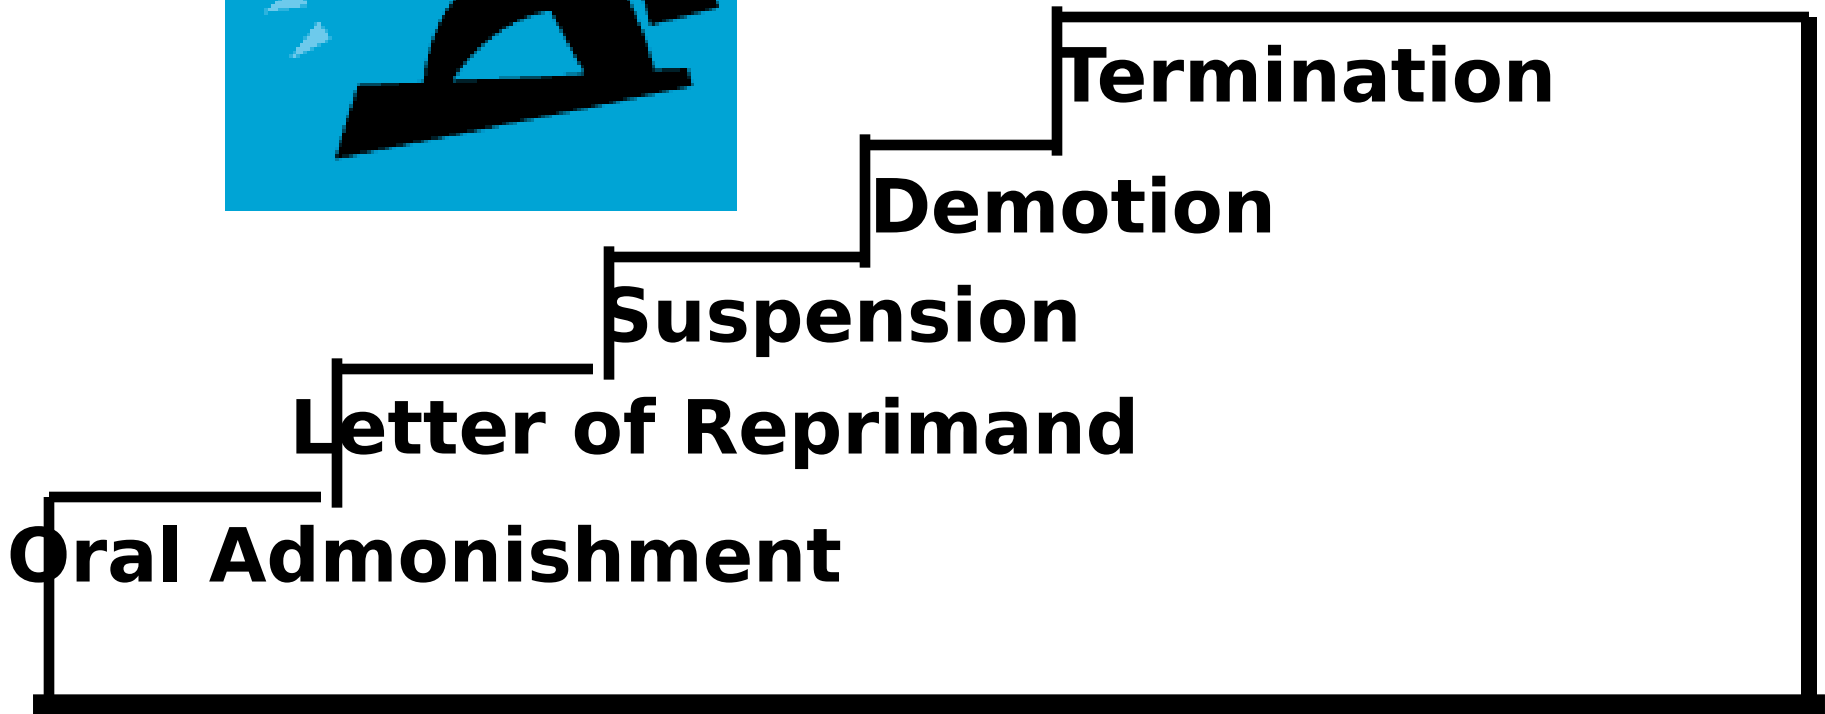 Termination
Demotion
Suspension
Letter of Reprimand
Oral Admonishment